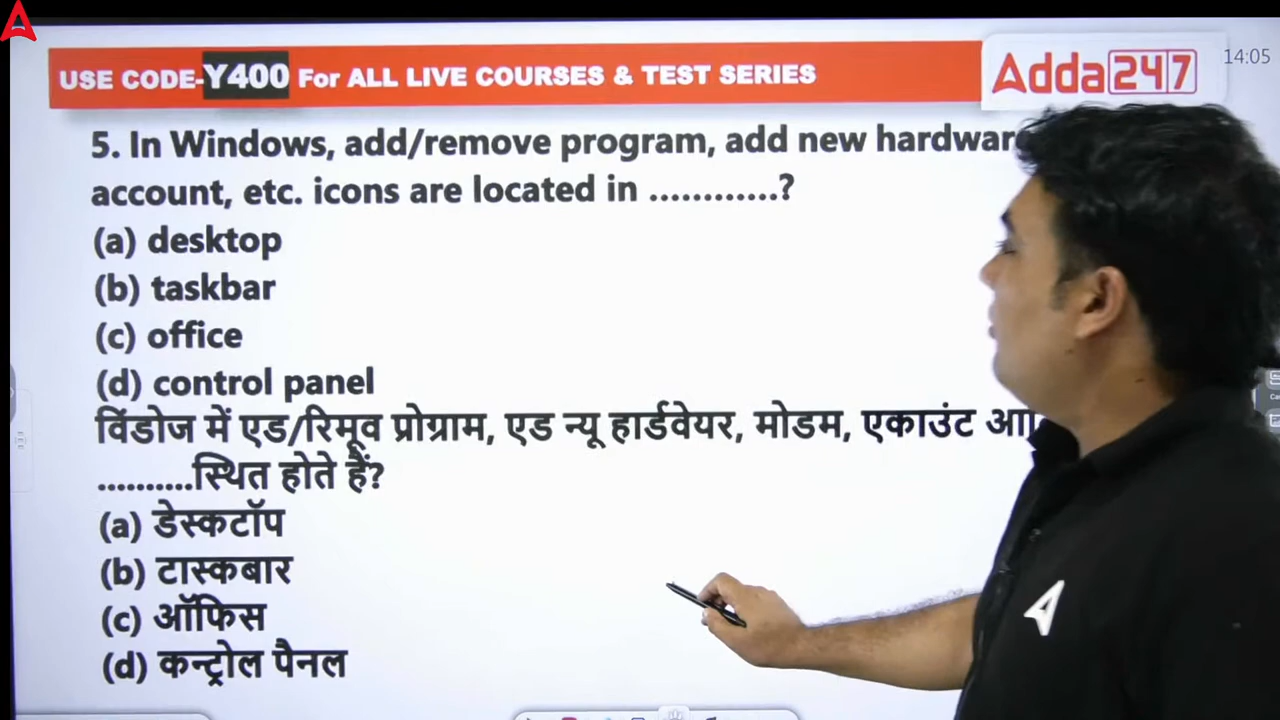 USE CODE-Y400 For ALL LIVE COURSES & TEST SERIES
Adda247
14:05
5. In Windows, add/remove program, add new hardwar
account, etc. icons are located in ............?
(a) desktop
(b) taskbar
(c) office
(d) control panel
विंडोज में एड/रिमूव प्रोग्राम, एड न्यू हार्डवेयर, मोडम, एकाउंट
..........स्थित होते हैं?
(a) डेस्कटॉप
(b) टास्कबार
(c) ऑफिस
(d) कन्ट्रोल पैनल